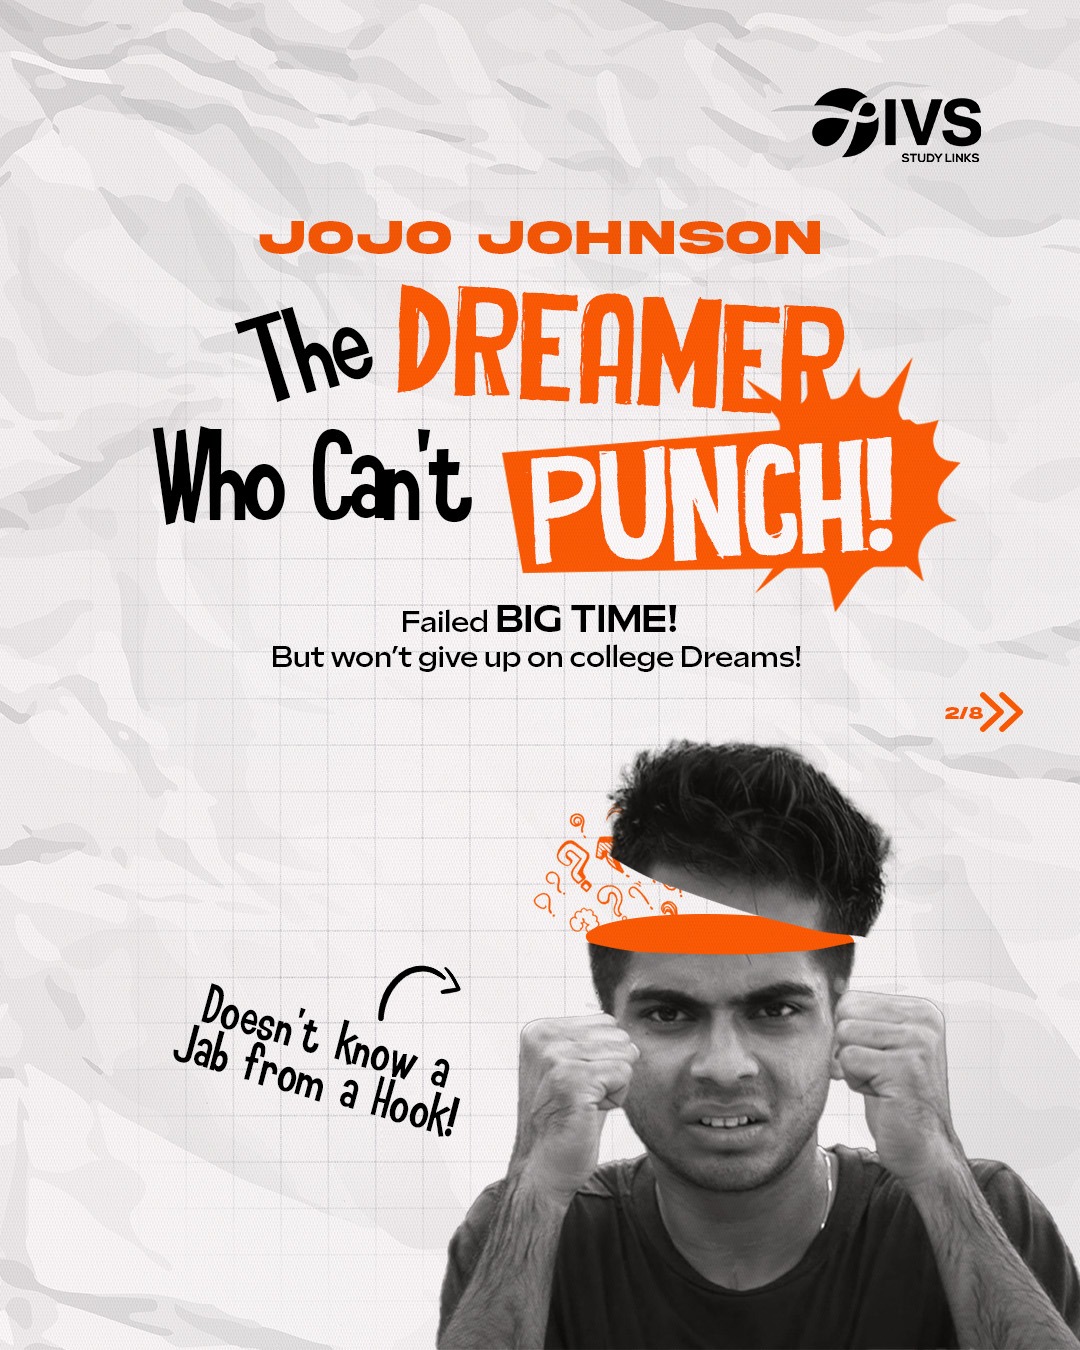 IVS
STUDY LINKS
JOJO JOHNSON
The DREAMER
Who Can't PUNCH!
Failed BIG TIME!
But won't give up on college Dreams!
2/8
Doesn't know a
Jab from a Hook!